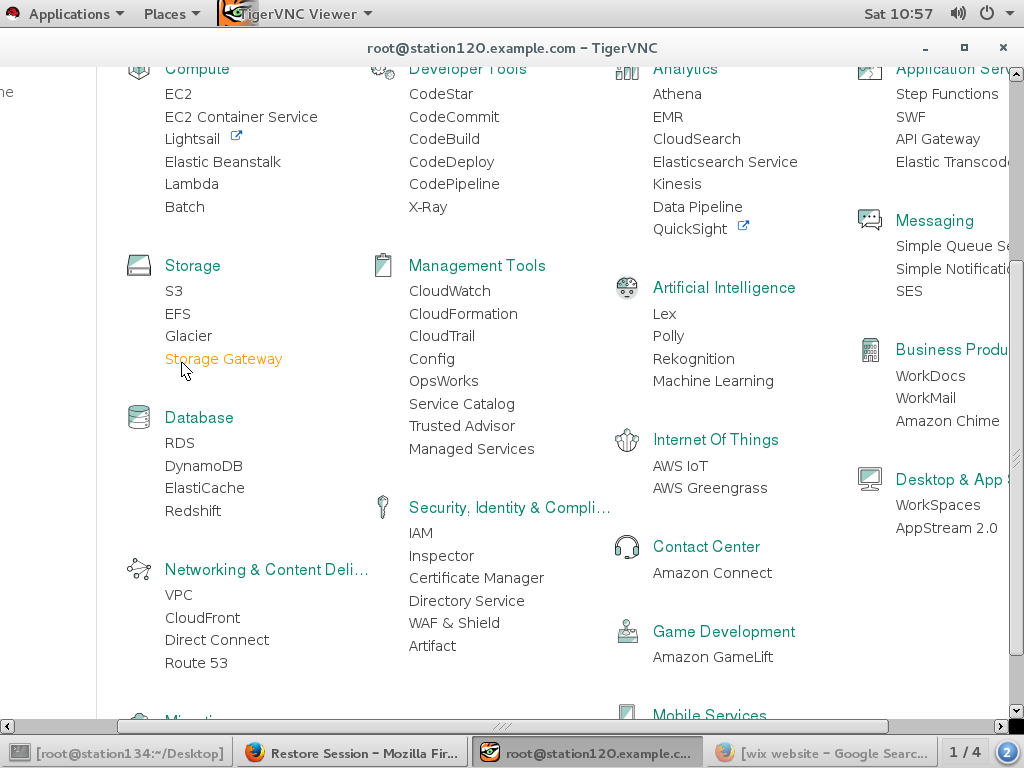 Applications Places TigerVNC Viewer Sat 10:57
root@station120.example.com – TigerVNC
ne
Compute
EC2
EC2 Container Service
Lightsail
Elastic Beanstalk
Lambda
Batch
Storage
S3
EFS
Glacier
Storage Gateway
Database
RDS
DynamoDB
ElastiCache
Redshift
Networking & Content Deli...
VPC
CloudFront
Direct Connect
Route 53
Developer Tools
CodeStar
CodeCommit
CodeBuild
CodeDeploy
CodePipeline
X-Ray
Management Tools
CloudWatch
CloudFormation
CloudTrail
Config
OpsWorks
Service Catalog
Trusted Advisor
Managed Services
Security, Identity & Compli...
IAM
Inspector
Certificate Manager
Directory Service
WAF & Shield
Artifact
Analytics
Athena
EMR
CloudSearch
Elasticsearch Service
Kinesis
Data Pipeline
QuickSight
Artificial Intelligence
Lex
Polly
Rekognition
Machine Learning
Internet Of Things
AWS IoT
AWS Greengrass
Contact Center
Amazon Connect
Game Development
Amazon GameLift
Mobile Services
Application Serv
Step Functions
SWF
API Gateway
Elastic Transcod
Messaging
Simple Queue Se
Simple Notificatio
SES
Business Produ
WorkDocs
WorkMail
Amazon Chime
Desktop & App S
WorkSpaces
AppStream 2.0
[root@station134:~/Desktop] Restore Session – Mozilla Fir... root@station120.example.c... [wix website – Google Searc... 1 / 4 2